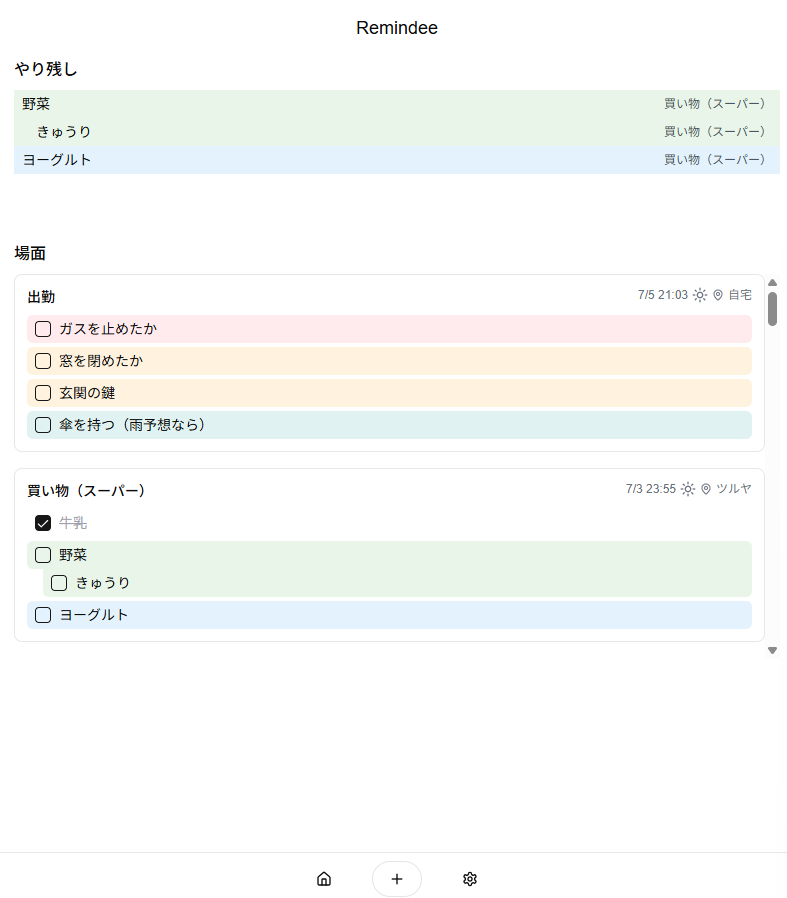 Remindee
やり残し
野菜 買い物（スーパー）
きゅうり 買い物（スーパー）
ヨーグルト 買い物（スーパー）
場面
出勤 7/5 21:03 自宅
ガスを止めたか
窓を閉めたか
玄関の鍵
傘を持つ（雨予想なら）
買い物（スーパー） 7/3 23:55 ツルヤ
牛乳
野菜
きゅうり
ヨーグルト